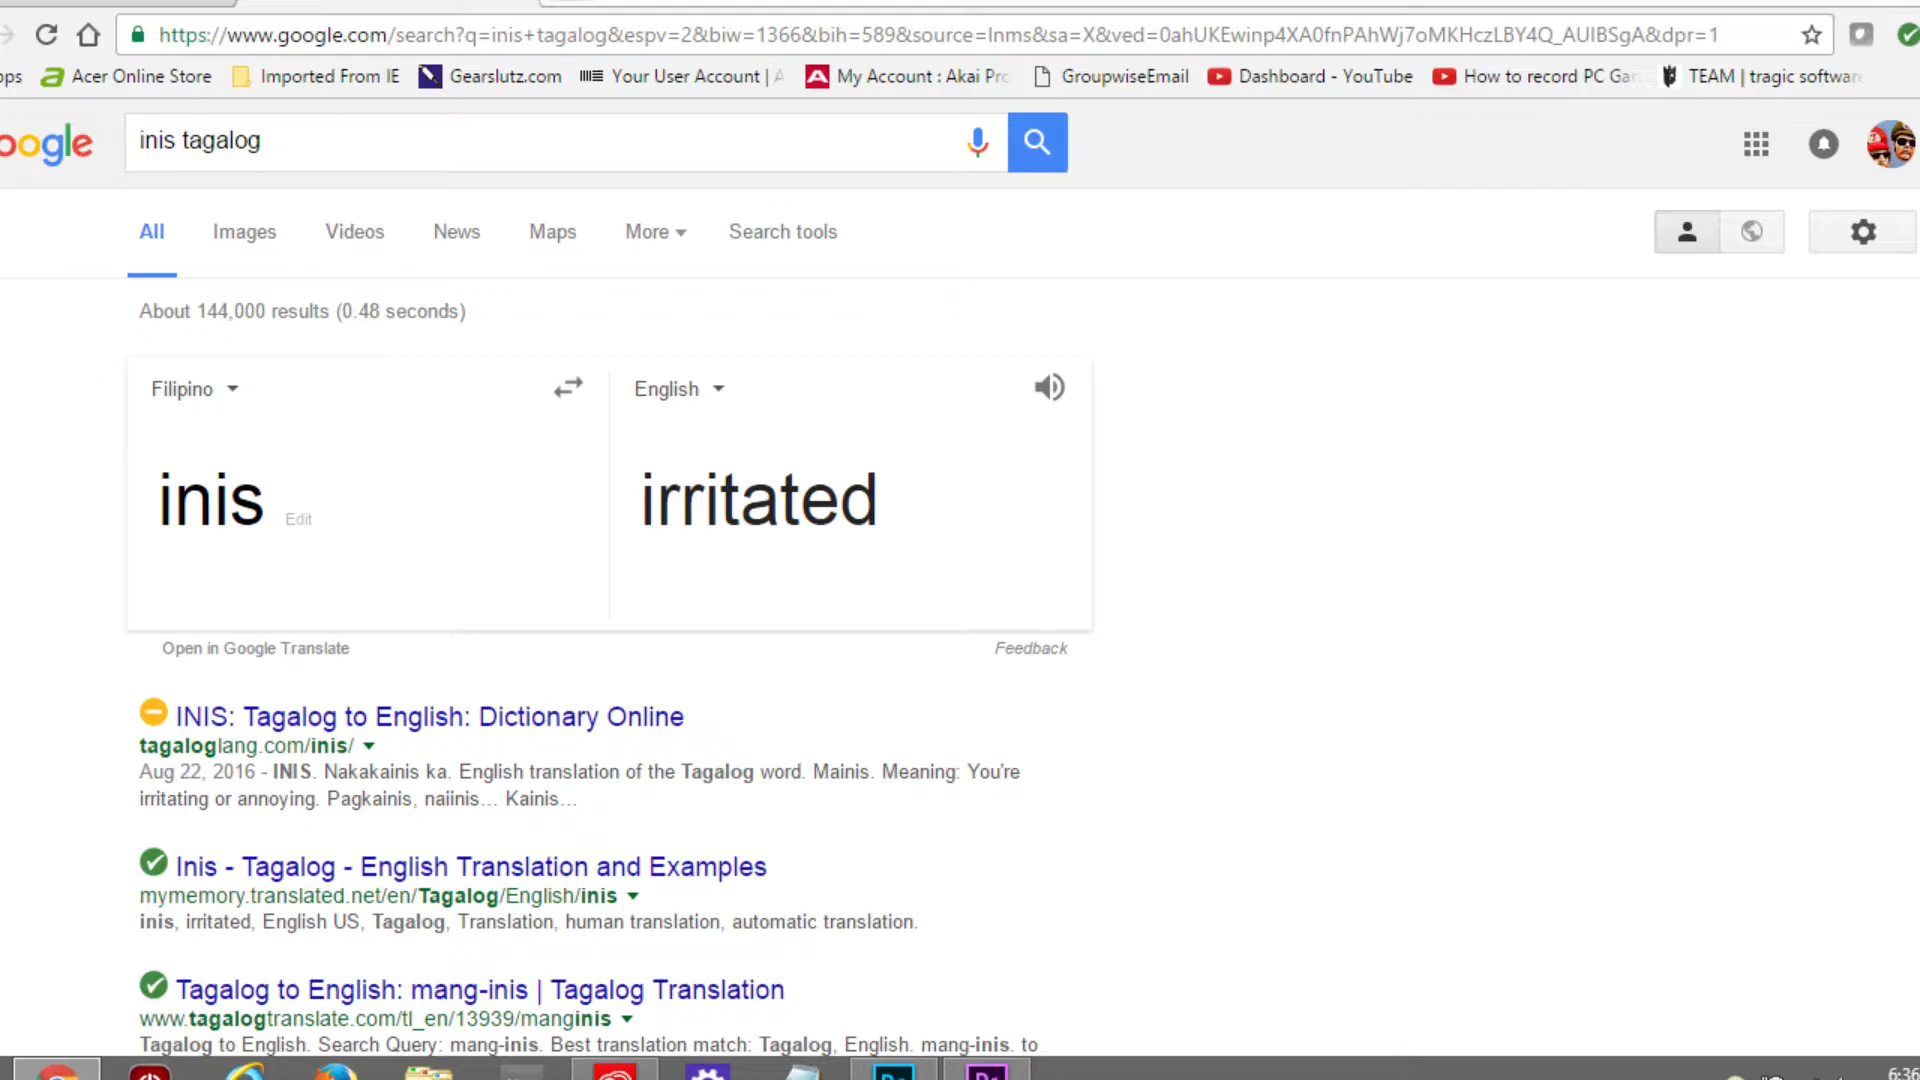 https://www.google.com/search?q=inis+tagalog&espv=2&biw=1366&bih=589&source=lnms&sa=X&ved=0ahUKEwinp4XA0fnPAhWj7oMKHczLBY4Q_AUIBSgA&dpr=1
Acer Online Store Imported From IE Gearslutz.com Your User Account | My Account : Akai Pro GroupwiseEmail Dashboard - YouTube How to record PC Ga TEAM | tragic software
oogle inis tagalog
All Images Videos News Maps More Search tools
About 144,000 results (0.48 seconds)
Filipino English
inis Edit irritated
Open in Google Translate Feedback
INIS: Tagalog to English: Dictionary Online
tagaloglang.com/inis/
Aug 22, 2016 - INIS. Nakakainis ka. English translation of the Tagalog word. Mainis. Meaning: You're
irritating or annoying. Pagkainis, naiinis... Kainis...
Inis - Tagalog - English Translation and Examples
mymemory.translated.net/en/Tagalog/English/inis
inis, irritated, English US, Tagalog, Translation, human translation, automatic translation.
Tagalog to English: mang-inis | Tagalog Translation
www.tagalogtranslate.com/tl_en/13939/manginis
Tagalog to English. Search Query: mang-inis. Best translation match: Tagalog, English. mang-inis. to
6:36